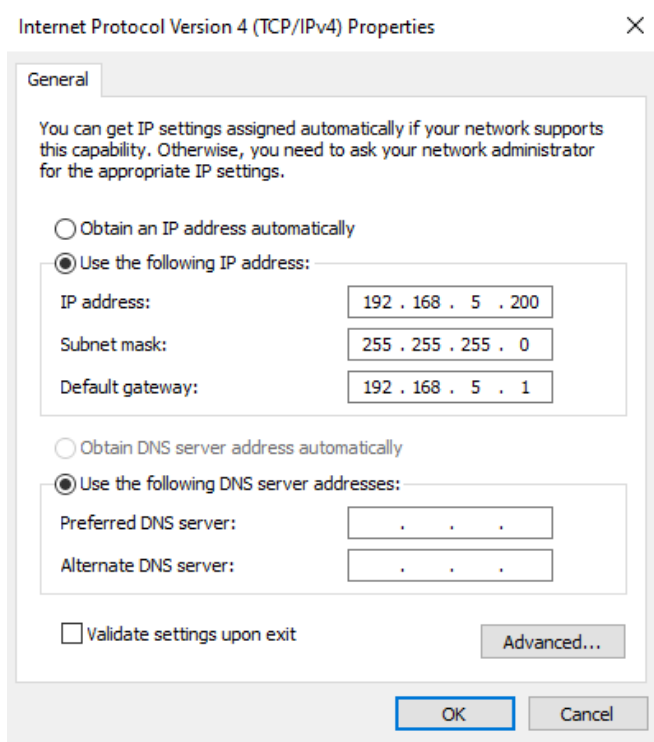 Internet Protocol Version 4 (TCP/IPv4) Properties
General
You can get IP settings assigned automatically if your network supports
this capability. Otherwise, you need to ask your network administrator
for the appropriate IP settings.
Obtain an IP address automatically
Use the following IP address:
IP address: 192 . 168 . 5 . 200
Subnet mask: 255 . 255 . 255 . 0
Default gateway: 192 . 168 . 5 . 1
Obtain DNS server address automatically
Use the following DNS server addresses:
Preferred DNS server: . . .
Alternate DNS server: . . .
Validate settings upon exit
Advanced...
OK Cancel